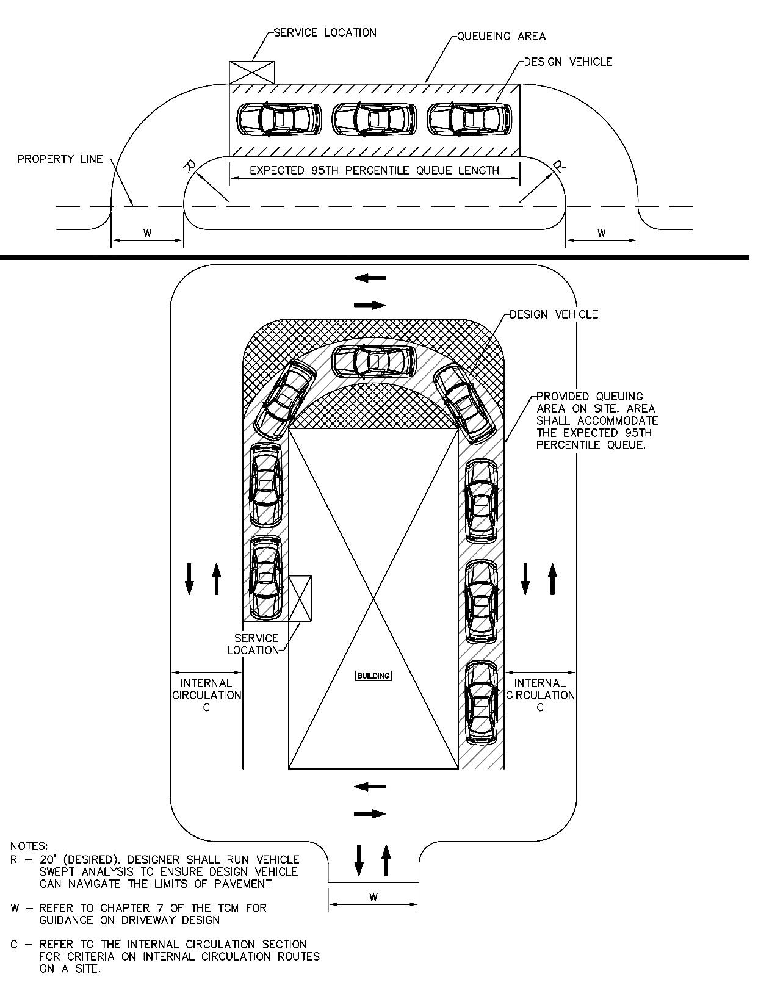 SERVICE LOCATION
QUEUEING AREA
DESIGN VEHICLE
PROPERTY LINE
R
EXPECTED 95TH PERCENTILE QUEUE LENGTH
R
W
W
DESIGN VEHICLE
PROVIDED QUEUING
AREA ON SITE. AREA
SHALL ACCOMMODATE
THE EXPECTED 95TH
PERCENTILE QUEUE.
SERVICE
LOCATION
BUILDING
INTERNAL
CIRCULATION
C
INTERNAL
CIRCULATION
C
W
NOTES:
R – 20' (DESIRED). DESIGNER SHALL RUN VEHICLE
SWEPT ANALYSIS TO ENSURE DESIGN VEHICLE
CAN NAVIGATE THE LIMITS OF PAVEMENT
W – REFER TO CHAPTER 7 OF THE TCM FOR
GUIDANCE ON DRIVEWAY DESIGN
C – REFER TO THE INTERNAL CIRCULATION SECTION
FOR CRITERIA ON INTERNAL CIRCULATION ROUTES
ON A SITE.